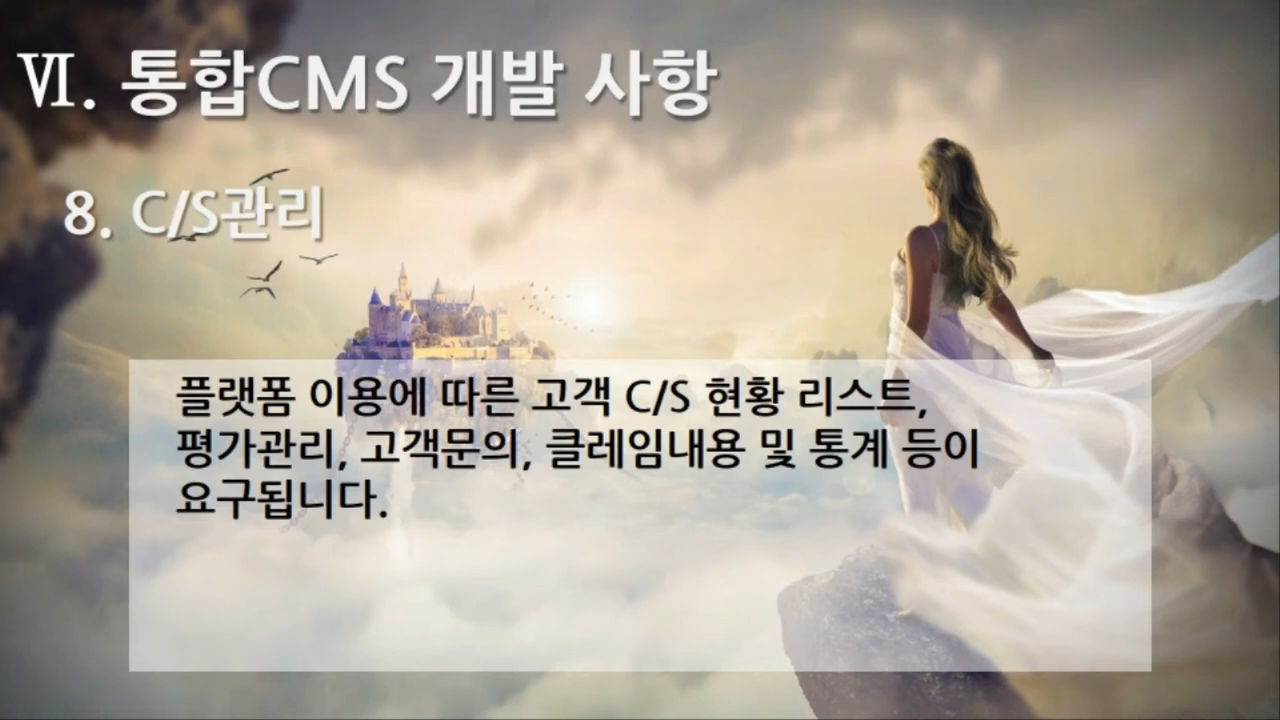 Ⅵ. 통합CMS 개발 사항
8. C/S관리
플랫폼 이용에 따른 고객 C/S 현황 리스트,
평가관리, 고객문의, 클레임내용 및 통계 등이
요구됩니다.